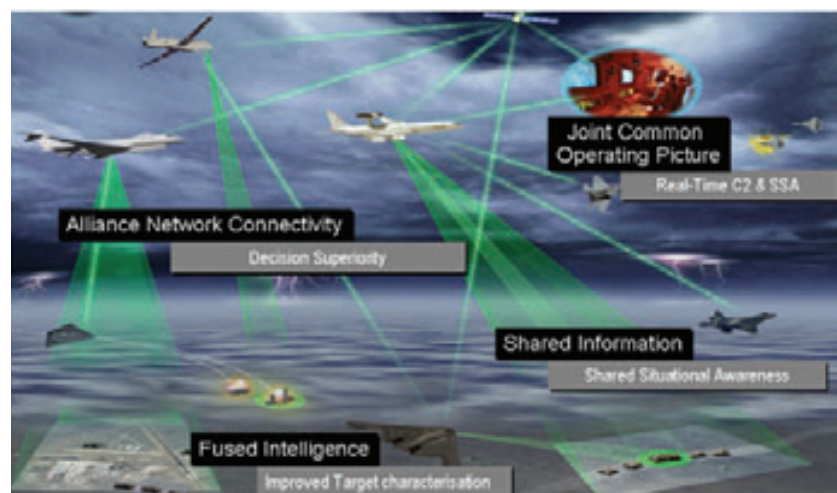 Joint Common
Operating Picture
Real-Time C2 & SSA
Alliance Network Connectivity
Decision Superiority
Shared Information
Shared Situational Awareness
Fused Intelligence
Improved Target characterisation